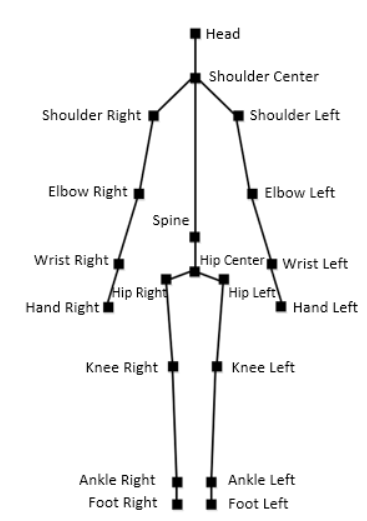 Head
Shoulder Center
Shoulder Right
Shoulder Left
Elbow Right
Elbow Left
Spine
Wrist Right
Hip Center
Wrist Left
Hip Right
Hip Left
Hand Right
Hand Left
Knee Right
Knee Left
Ankle Right
Ankle Left
Foot Right
Foot Left